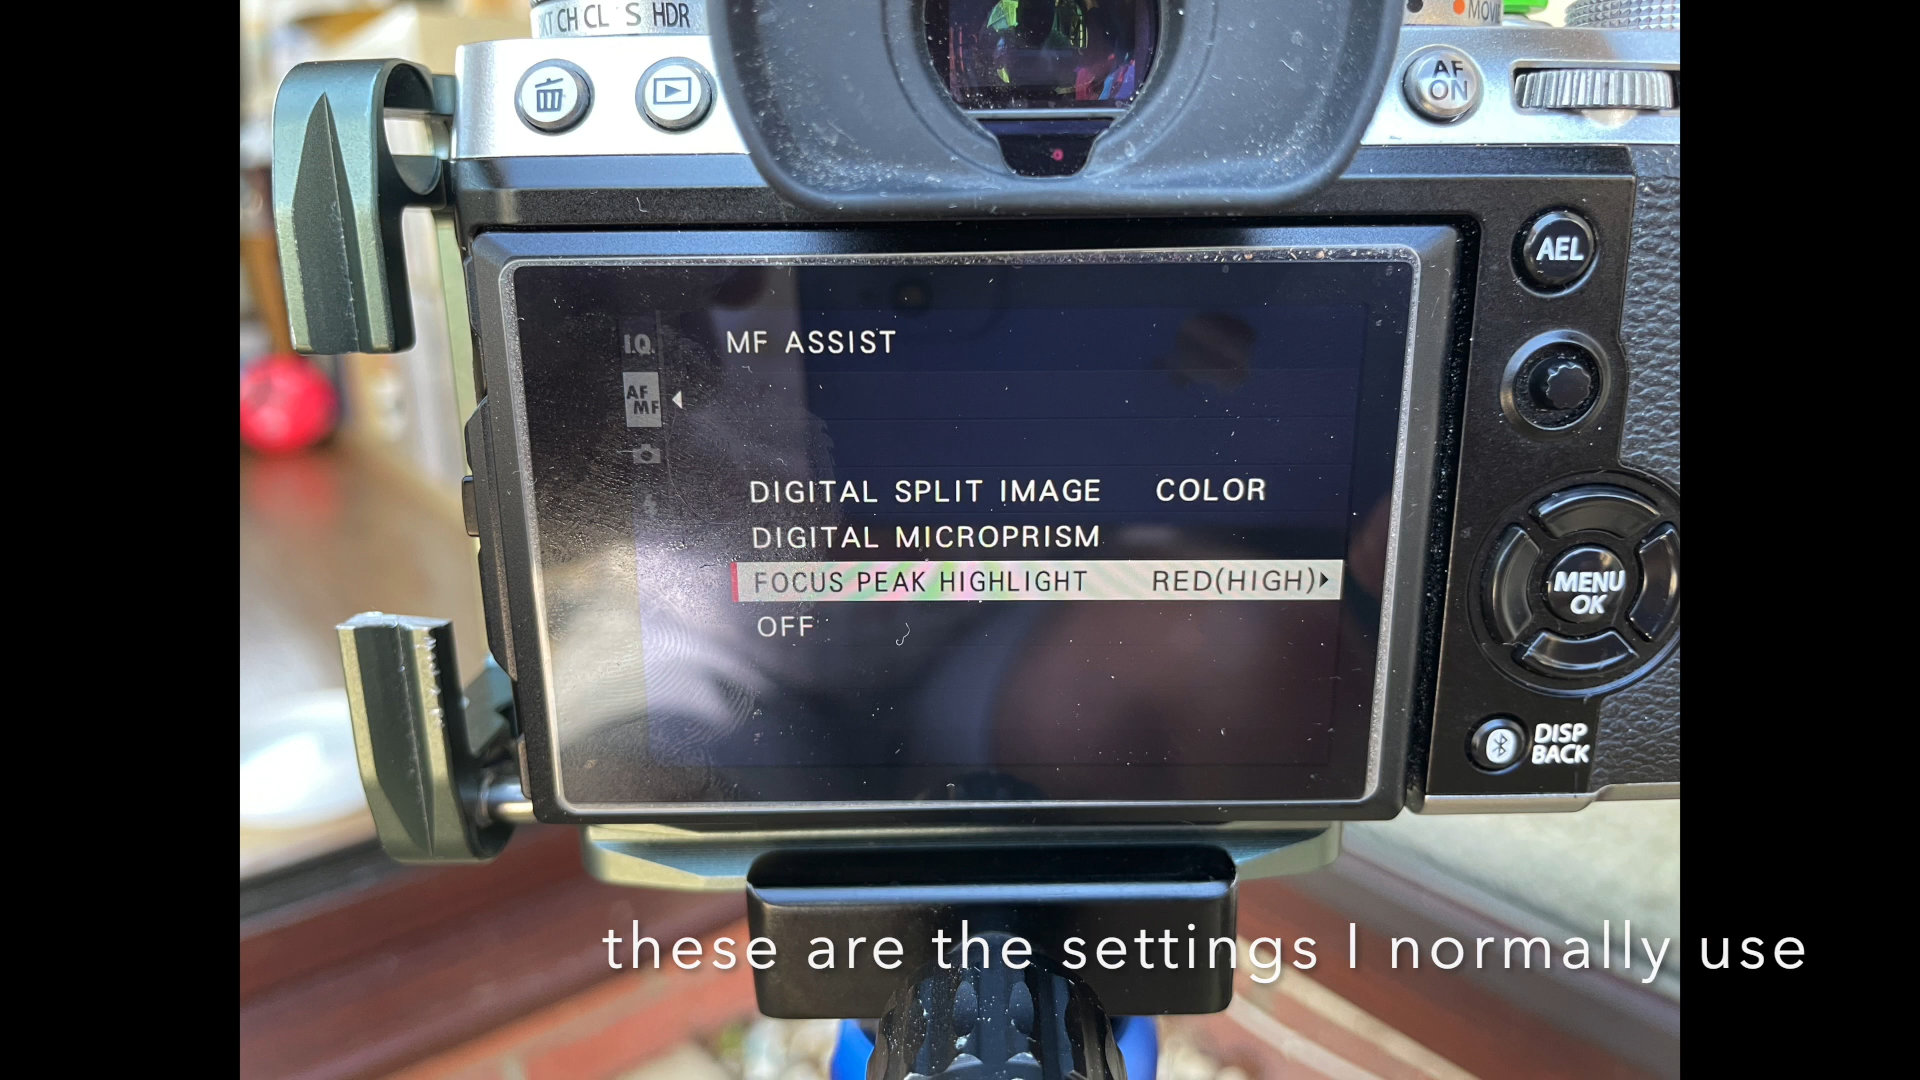 CH CL S HDR
MOVIE
AF
ON
AEL
I.Q.
MF ASSIST
AF
MF
DIGITAL SPLIT IMAGE COLOR
DIGITAL MICROPRISM
FOCUS PEAK HIGHLIGHT RED(HIGH)
OFF
MENU
OK
DISP
BACK
these are the settings I normally use